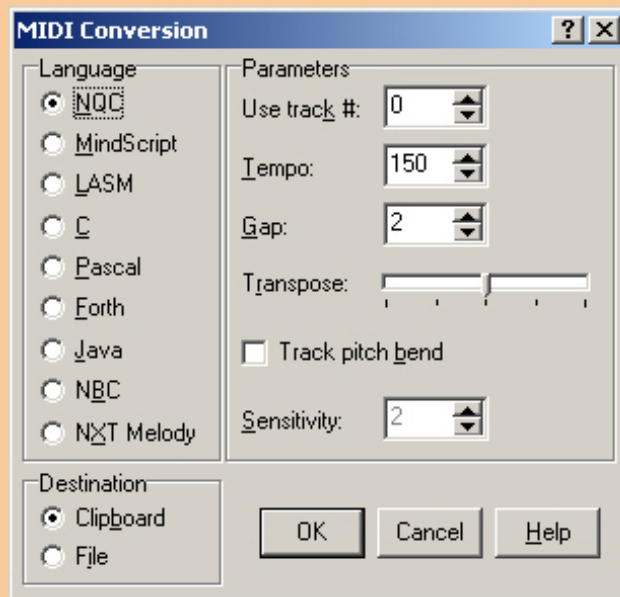 MIDI Conversion
Language
NQC
MindScript
LASM
C
Pascal
Forth
Java
NBC
NXT Melody
Parameters
Use track #: 0
Tempo: 150
Gap: 2
Transpose:
Track pitch bend
Sensitivity: 2
Destination
Clipboard
File
OK Cancel Help